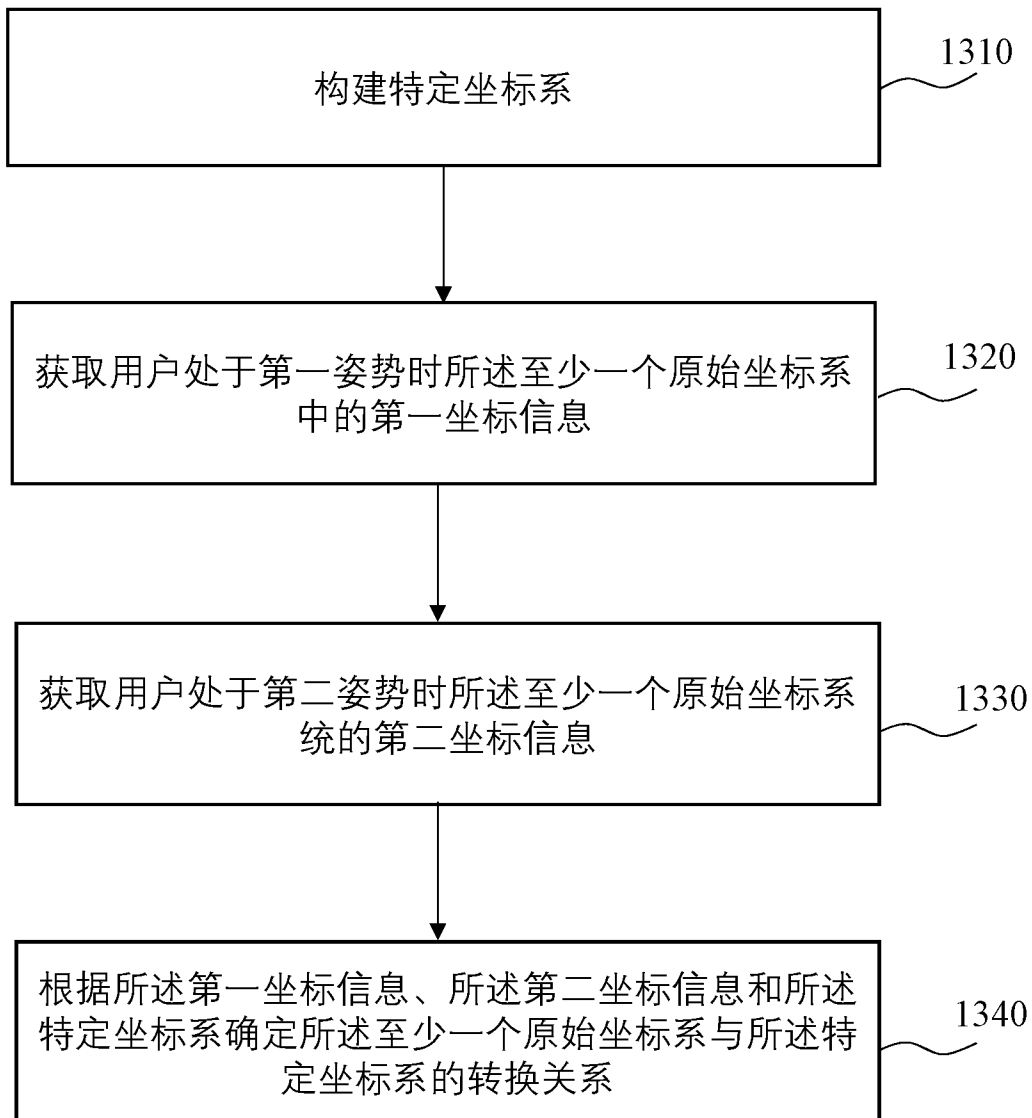 构建特定坐标系
1310
获取用户处于第一姿势时所述至少一个原始坐标系
中的第一坐标信息
1320
获取用户处于第二姿势时所述至少一个原始坐标系
统的第二坐标信息
1330
根据所述第一坐标信息、所述第二坐标信息和所述
特定坐标系确定所述至少一个原始坐标系与所述特
定坐标系的转换关系
1340